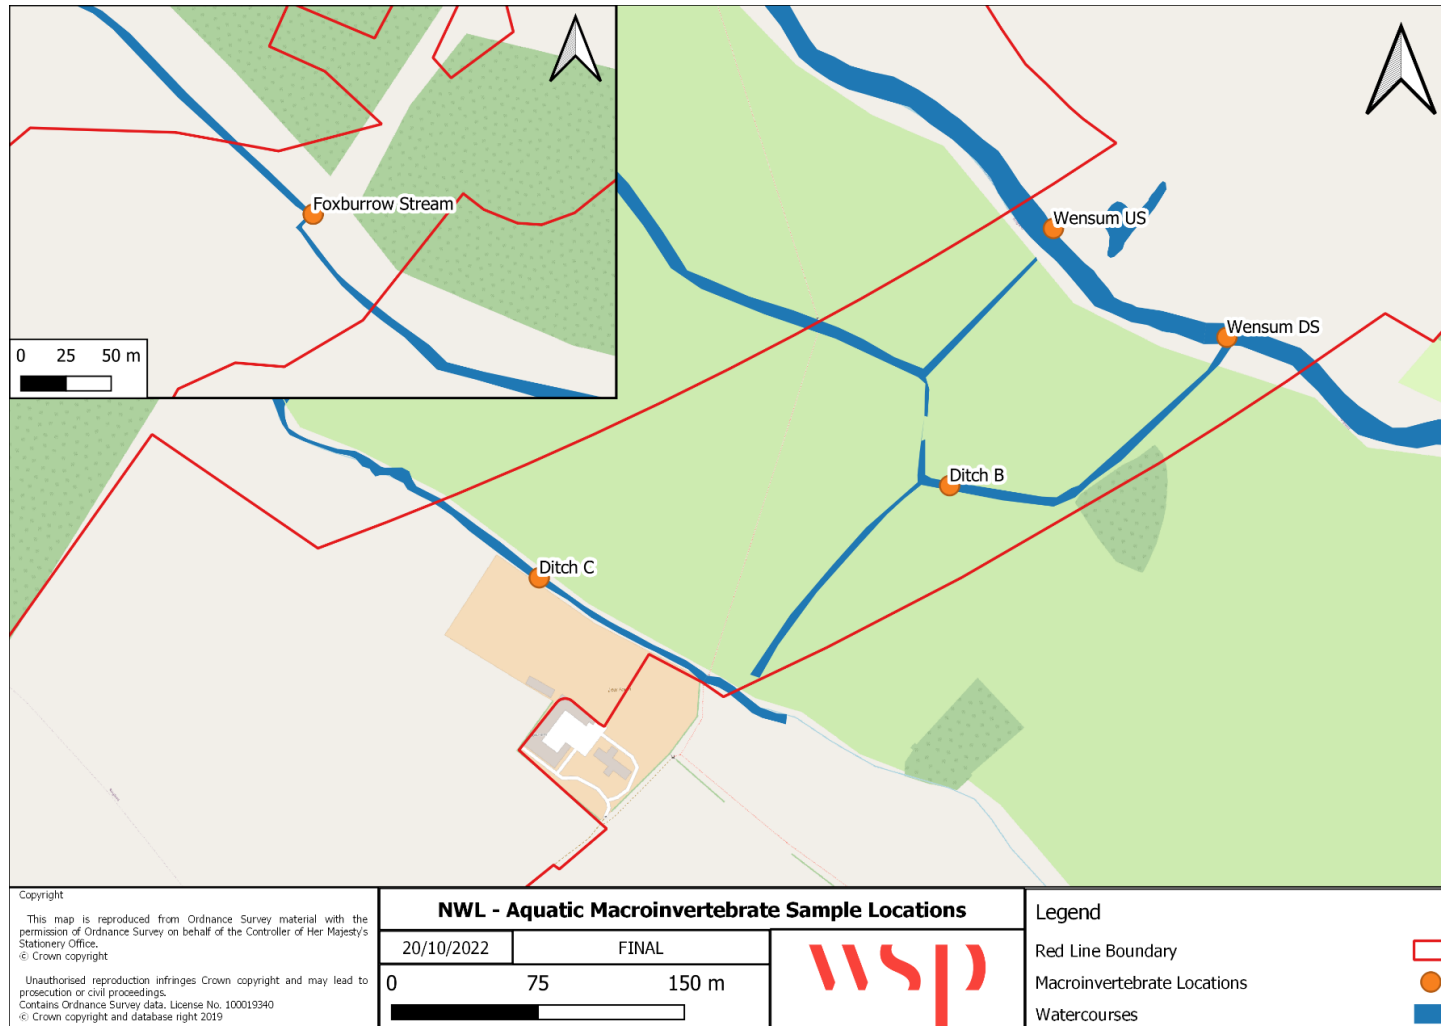 Foxburrow Stream
0 25 50 m
Wensum US
Wensum DS
Ditch B
Ditch C
Copyright
This map is reproduced from Ordnance Survey material with the
permission of Ordnance Survey on behalf of the Controller of Her Majesty's
Stationery Office.
© Crown copyright
Unauthorised reproduction infringes Crown copyright and may lead to
prosecution or civil proceedings.
Contains Ordnance Survey data. License No. 100019340
© Crown copyright and database right 2019
NWL - Aquatic Macroinvertebrate Sample Locations
20/10/2022
FINAL
0 75 150 m
wsp
Legend
Red Line Boundary
Macroinvertebrate Locations
Watercourses